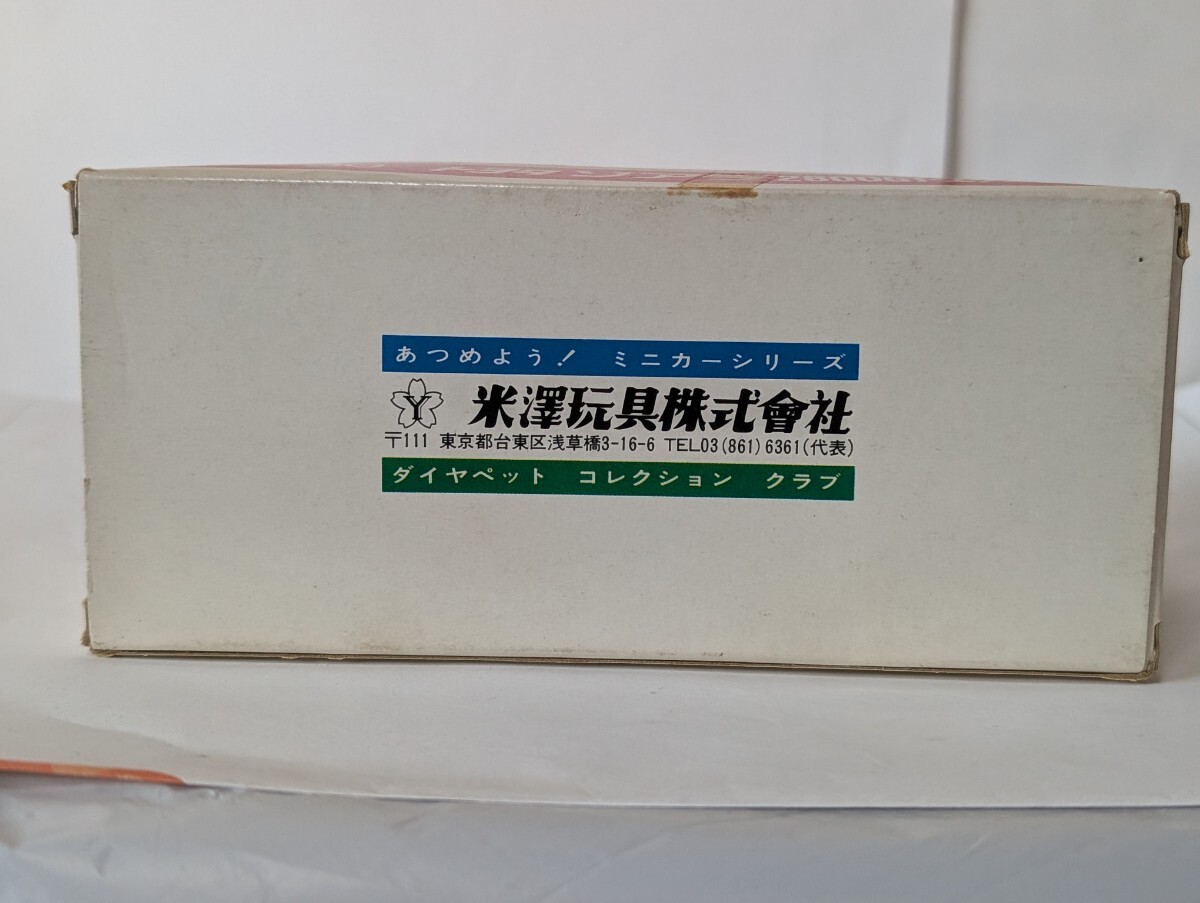 あつめよう! ミニカーシリーズ
Y
米澤玩具株式會社
〒111 東京都台東区浅草橋3-16-6 TEL03(861)6361(代表)
ダイヤペット コレクション クラブ